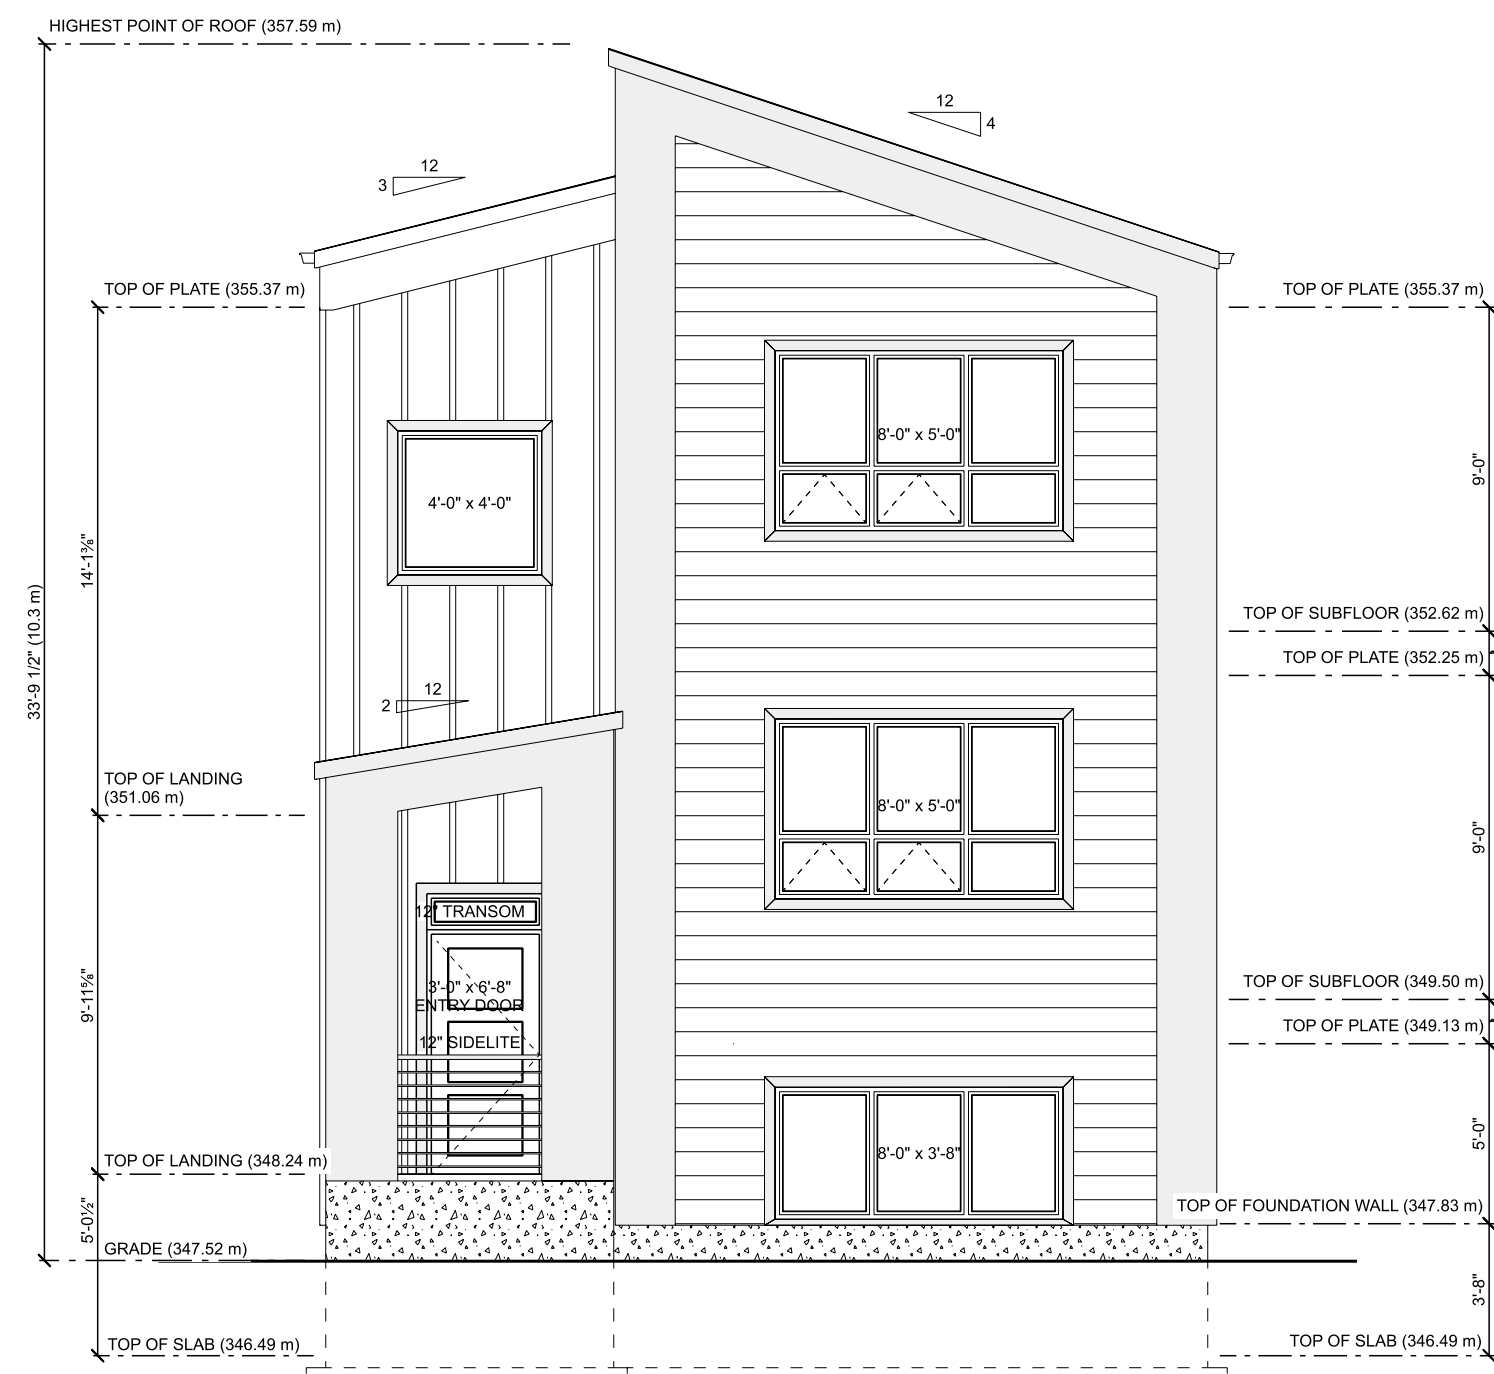 HIGHEST POINT OF ROOF (357.59 m)
12
4
12
3
TOP OF PLATE (355.37 m)
TOP OF PLATE (355.37 m)
8'-0" x 5'-0"
9'-0"
4'-0" x 4'-0"
14'-1⅜"
33'-9 1/2" (10.3 m)
TOP OF SUBFLOOR (352.62 m)
TOP OF PLATE (352.25 m)
12
2
TOP OF LANDING
(351.06 m)
8'-0" x 5'-0"
9'-0"
12" TRANSOM
3'-0" x 6'-8"
ENTRY DOOR
12" SIDELITE
9'-11⅝"
TOP OF SUBFLOOR (349.50 m)
TOP OF PLATE (349.13 m)
8'-0" x 3'-8"
5'-0"
TOP OF LANDING (348.24 m)
TOP OF FOUNDATION WALL (347.83 m)
5'-0½"
GRADE (347.52 m)
3'-8"
TOP OF SLAB (346.49 m)
TOP OF SLAB (346.49 m)